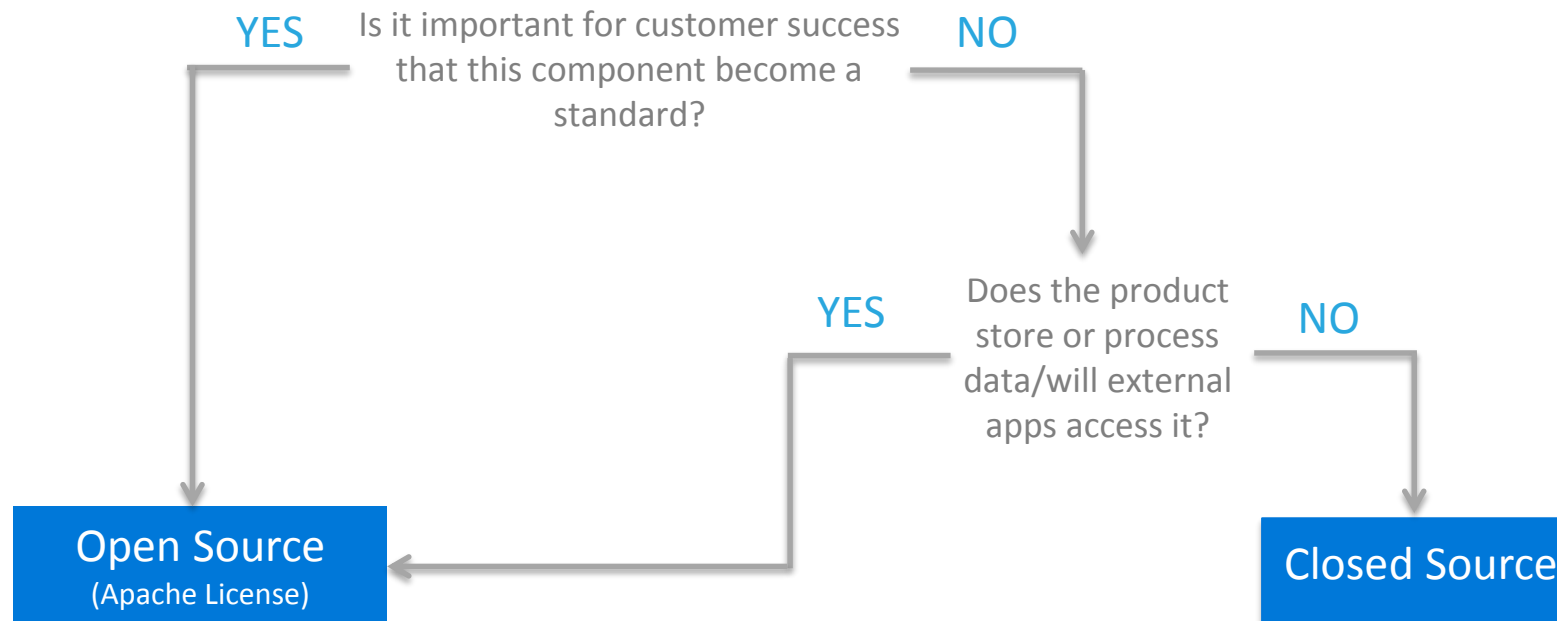 YES
Is it important for customer success
that this component become a
standard?
NO
YES
Does the product
store or process
data/will external
apps access it?
NO
Open Source
(Apache License)
Closed Source